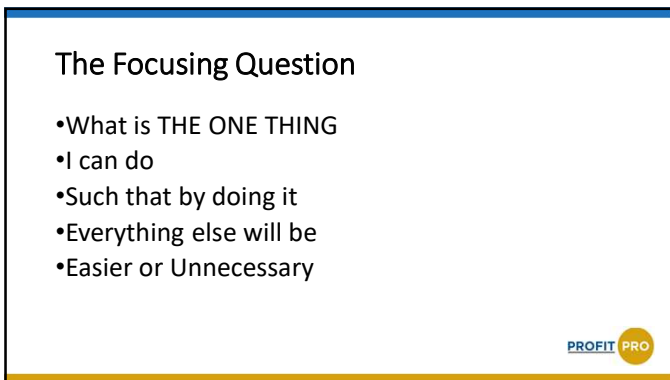 The Focusing Question
•What is THE ONE THING
•I can do
•Such that by doing it
•Everything else will be
•Easier or Unnecessary
PROFIT PRO